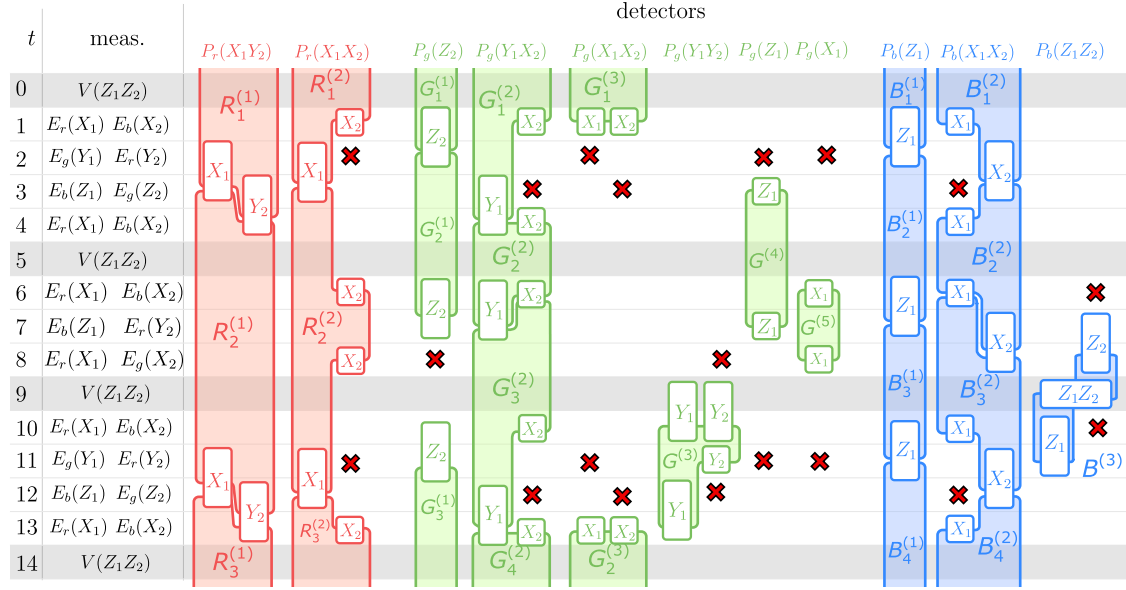 detectors
t meas. P_r(X_1Y_2) P_r(X_1X_2) P_g(Z_2) P_g(Y_1X_2) P_g(X_1X_2) P_g(Y_1Y_2) P_g(Z_1) P_g(X_1) P_b(Z_1) P_b(X_1X_2) P_b(Z_1Z_2)
0 V(Z_1Z_2) R_1^{(1)} R_1^{(2)} G_1^{(1)} G_1^{(2)} G_1^{(3)} B_1^{(1)} B_1^{(2)}
1 E_r(X_1) E_b(X_2) X_2 Z_2 X_2 X_1 X_2 Z_1 X_1
2 E_g(Y_1) E_r(Y_2) X_1 X_1 X_2
3 E_b(Z_1) E_g(Z_2) Y_2 Y_1 Z_1
4 E_r(X_1) E_b(X_2) G_2^{(1)} X_2 B_2^{(1)} X_1
5 V(Z_1Z_2) G_2^{(2)} G^{(4)} B_2^{(2)}
6 E_r(X_1) E_b(X_2) X_2 Z_2 Y_1 X_2 X_1 Z_1 X_1
7 E_b(Z_1) E_r(Y_2) R_2^{(1)} R_2^{(2)} Z_1 G^{(5)} X_2 Z_2
8 E_r(X_1) E_g(X_2) X_2 X_1
9 V(Z_1Z_2) G_3^{(2)} Y_1 Y_2 B_3^{(1)} B_3^{(2)} Z_1Z_2
10 E_r(X_1) E_b(X_2) Z_2 X_2 Z_1 X_1 Z_1
11 E_g(Y_1) E_r(Y_2) X_1 X_1 G^{(3)} Y_2 X_2 B^{(3)}
12 E_b(Z_1) E_g(Z_2) Y_2 G_3^{(1)} Y_1 Y_1
13 E_r(X_1) E_b(X_2) R_3^{(2)} X_2 X_2 X_1 X_2 X_1
14 V(Z_1Z_2) R_3^{(1)} G_4^{(2)} G_2^{(3)} B_4^{(1)} B_4^{(2)}